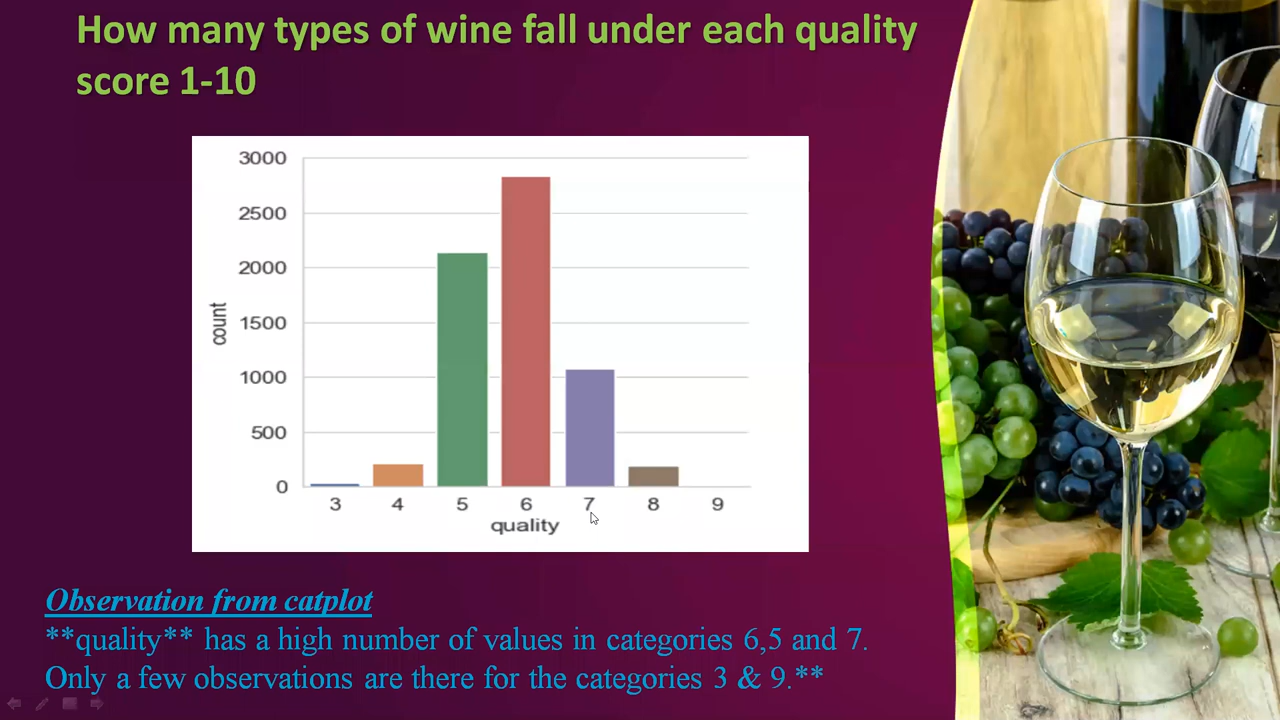 How many types of wine fall under each quality
score 1-10
3000
2500
2000
1500
1000
500
0
count
3 4 5 6 7 8 9
quality
Observation from catplot
**quality** has a high number of values in categories 6,5 and 7.
Only a few observations are there for the categories 3 & 9.**